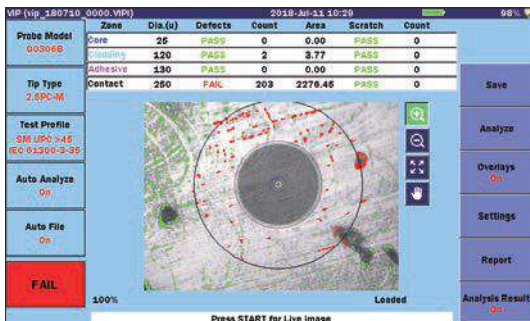 VIP (vip_180710_0000.VIPI) 2018-Jul-11 10:29 98%
Zone Dia.(u) Defects Count Area Scratch Count
Core 25 PASS 0 0.00 PASS 0
Cladding 120 PASS 2 3.77 PASS 0
Adhesive 130 PASS 0 0.00 PASS 0
Contact 250 FAIL 203 2276.45 PASS 0
Probe Model
OO305B
Tip Type
2.5PC-M
Test Profile
SM UPC >45
IEC 61300-3-35
Auto Analyze
On
Auto File
On
FAIL
Save
Analyze
Overlays
On
Settings
Report
Analysis Result
On
100% Loaded
Press START for Live image